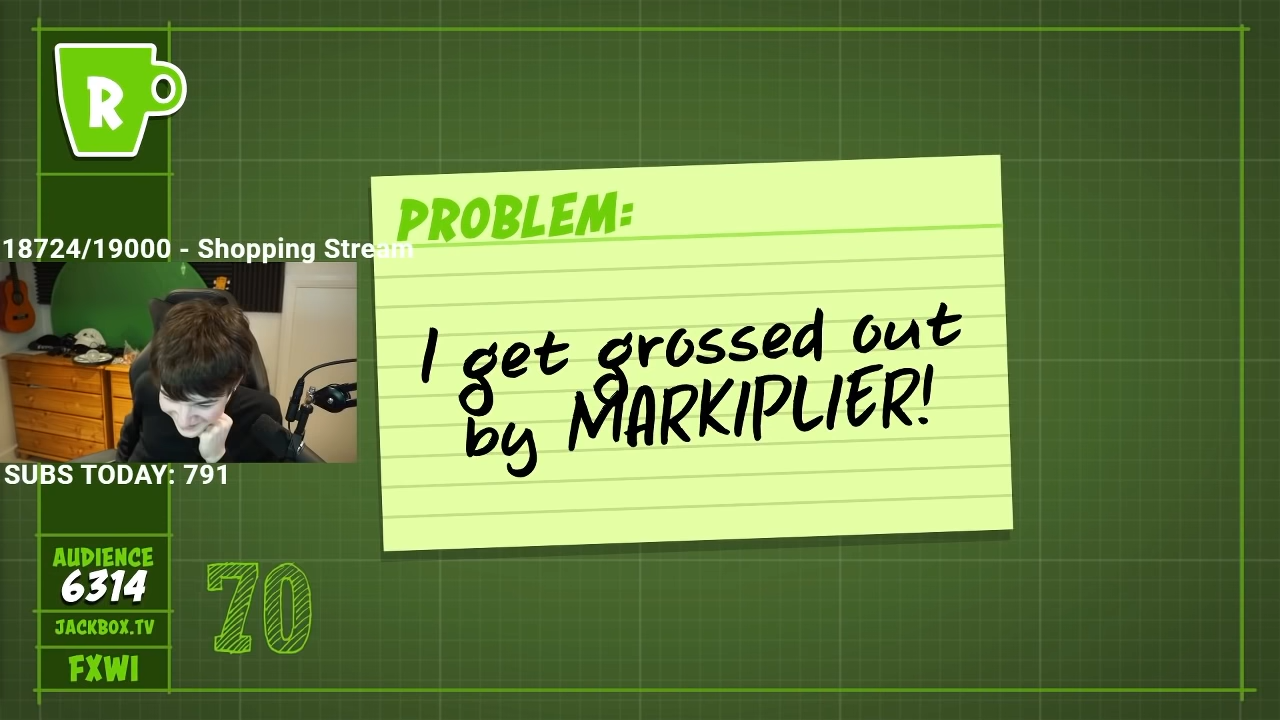 R
PROBLEM:
18724/19000 - Shopping Stream
I get grossed out
by MARKIPLIER!
SUBS TODAY: 791
AUDIENCE
6314
JACKBOX.TV
FXWI
70